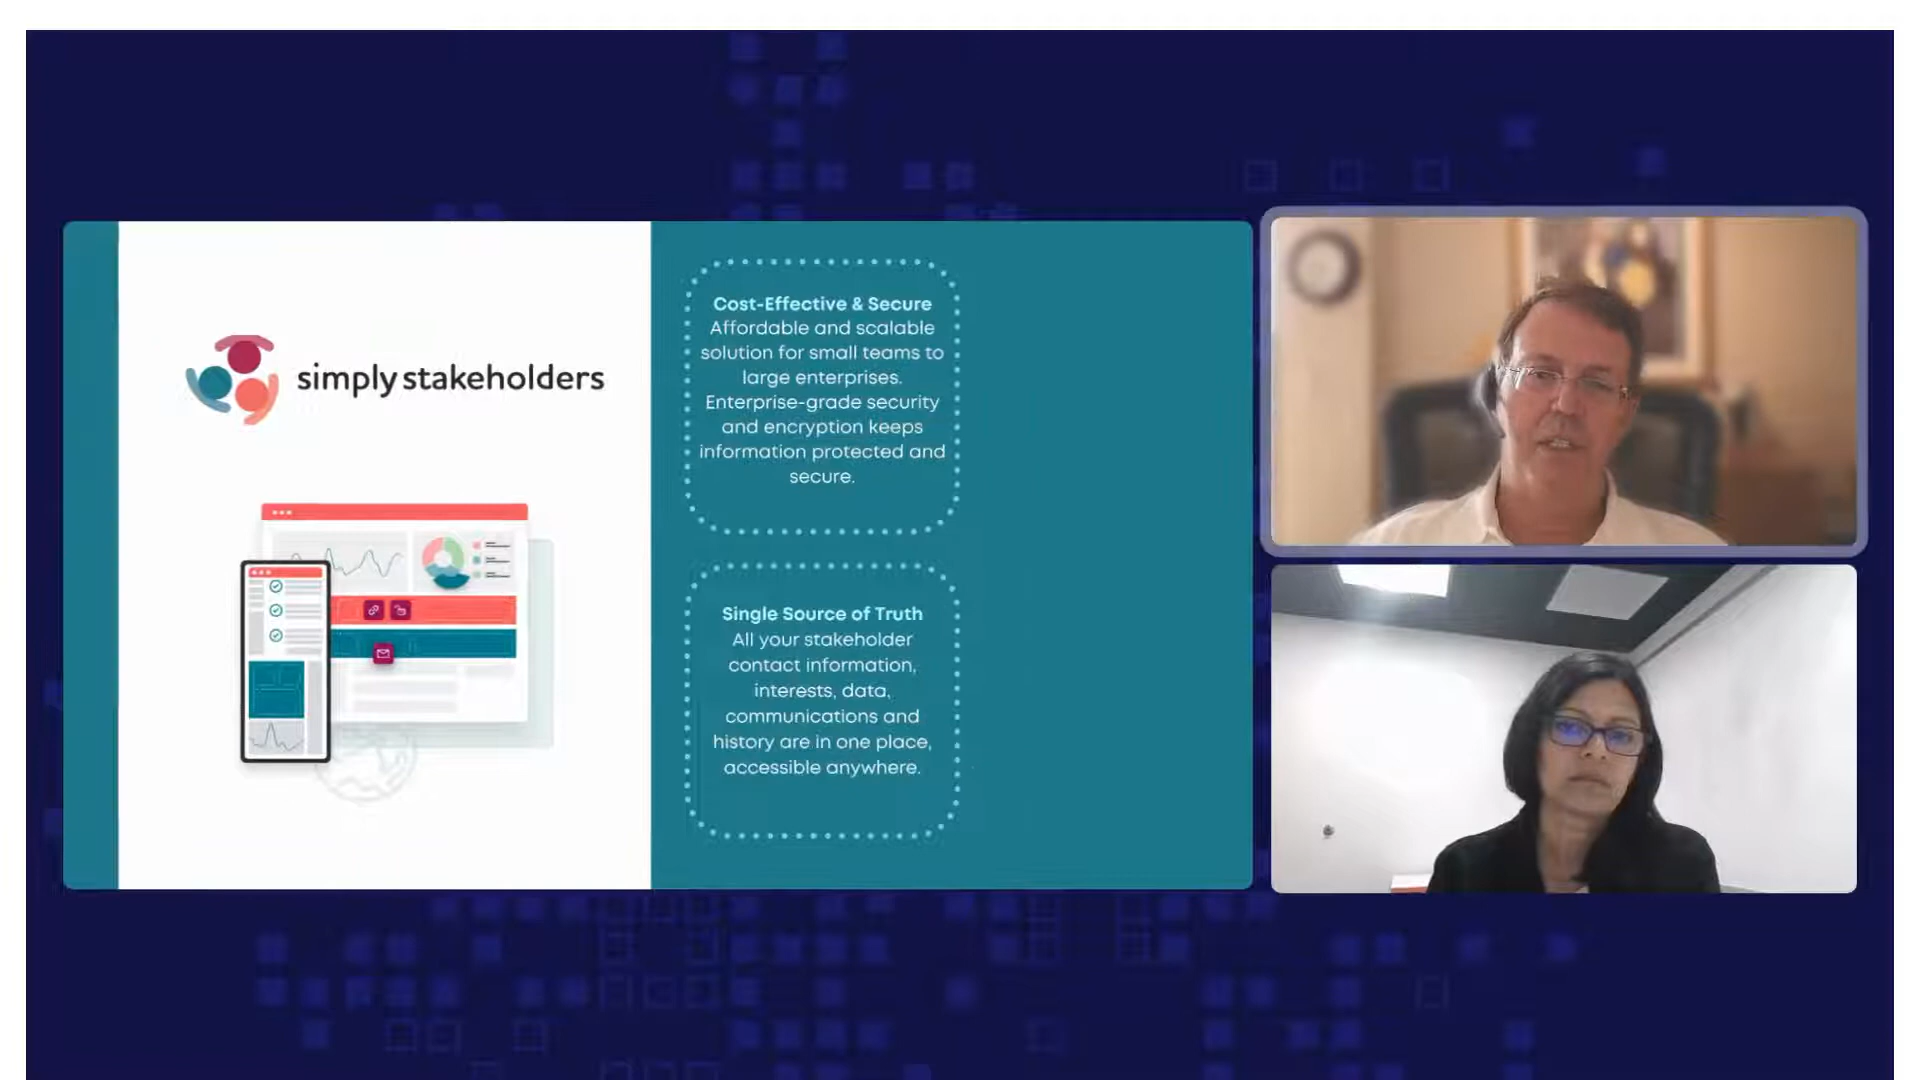 simply stakeholders
Cost-Effective & Secure
Affordable and scalable
solution for small teams to
large enterprises.
Enterprise-grade security
and encryption keeps
information protected and
secure.
Single Source of Truth
All your stakeholder
contact information,
interests, data,
communications and
history are in one place,
accessible anywhere.